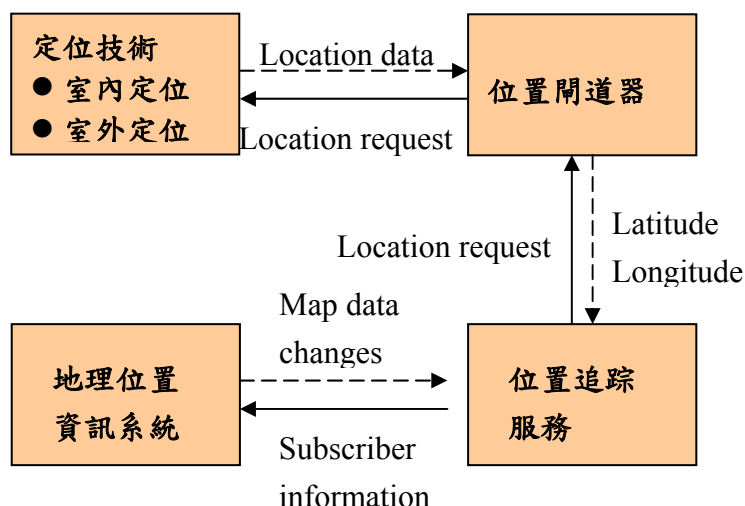 定位技術
● 室內定位
● 室外定位
Location data
Location request
位置閘道器
Location request
Latitude
Longitude
地理位置
資訊系統
Map data
changes
Subscriber
information
位置追踪
服務